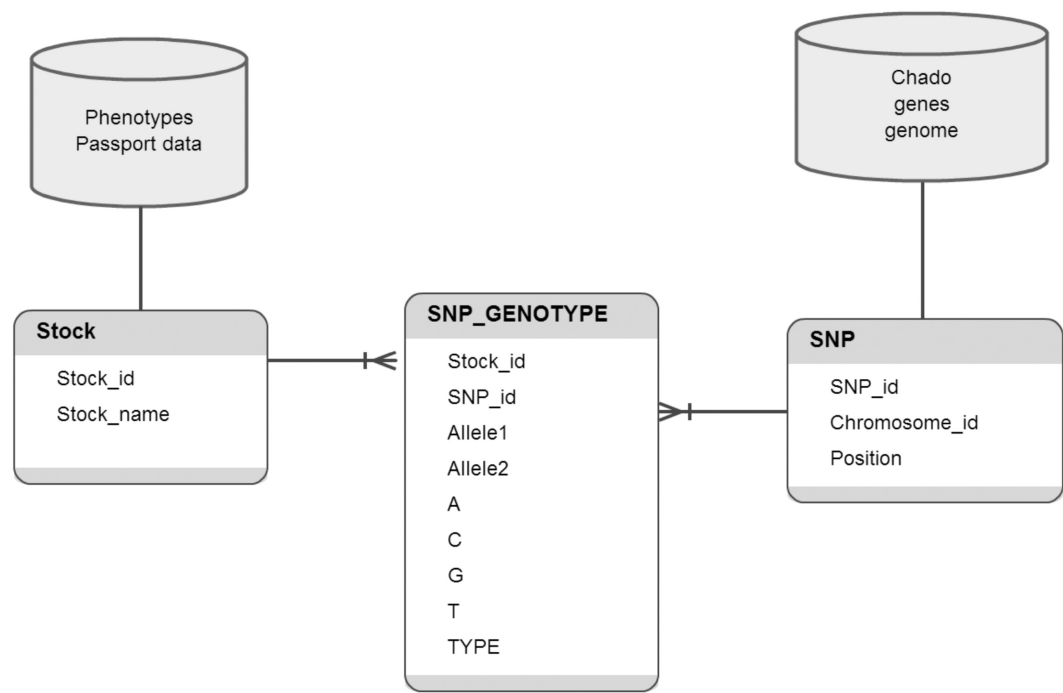 Phenotypes
Passport data
Chado
genes
genome
Stock
Stock_id
Stock_name
SNP_GENOTYPE
Stock_id
SNP_id
Allele1
Allele2
A
C
G
T
TYPE
SNP
SNP_id
Chromosome_id
Position